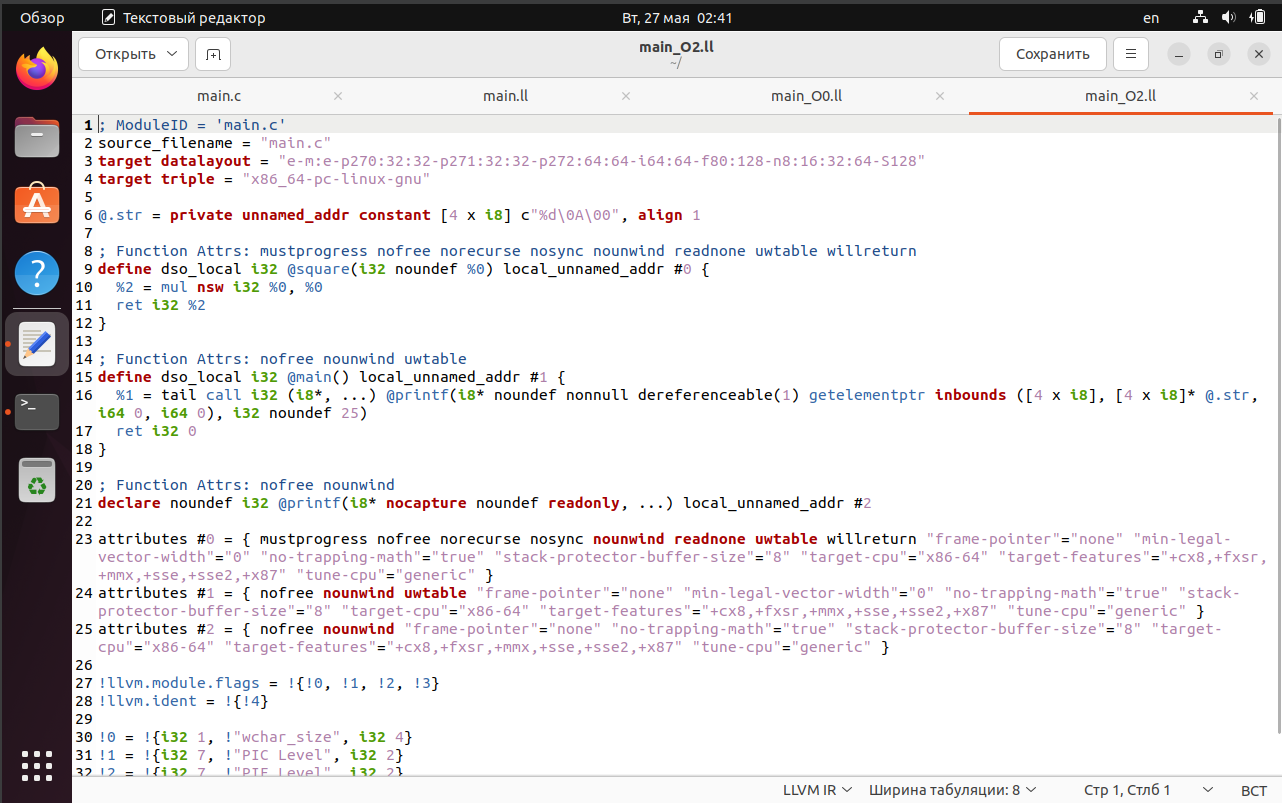 Обзор Текстовый редактор Вт, 27 мая 02:41 en
Открыть main_O2.ll Сохранить
~/
main.c main.ll main_O0.ll main_O2.ll
1 ; ModuleID = 'main.c'
2 source_filename = "main.c"
3 target datalayout = "e-m:e-p270:32:32-p271:32:32-p272:64:64-i64:64-f80:128-n8:16:32:64-S128"
4 target triple = "x86_64-pc-linux-gnu"
5
6 @.str = private unnamed_addr constant [4 x i8] c"%d\0A\00", align 1
7
8 ; Function Attrs: mustprogress nofree norecurse nosync nounwind readnone uwtable willreturn
9 define dso_local i32 @square(i32 noundef %0) local_unnamed_addr #0 {
10   %2 = mul nsw i32 %0, %0
11   ret i32 %2
12 }
13
14 ; Function Attrs: nofree nounwind uwtable
15 define dso_local i32 @main() local_unnamed_addr #1 {
16   %1 = tail call i32 (i8*, ...) @printf(i8* noundef nonnull dereferenceable(1) getelementptr inbounds ([4 x i8], [4 x i8]* @.str,
i64 0, i64 0), i32 noundef 25)
17   ret i32 0
18 }
19
20 ; Function Attrs: nofree nounwind
21 declare noundef i32 @printf(i8* nocapture noundef readonly, ...) local_unnamed_addr #2
22
23 attributes #0 = { mustprogress nofree norecurse nosync nounwind readnone uwtable willreturn "frame-pointer"="none" "min-legal-
vector-width"="0" "no-trapping-math"="true" "stack-protector-buffer-size"="8" "target-cpu"="x86-64" "target-features"="+cx8,+fxsr,
+mmx,+sse,+sse2,+x87" "tune-cpu"="generic" }
24 attributes #1 = { nofree nounwind uwtable "frame-pointer"="none" "min-legal-vector-width"="0" "no-trapping-math"="true" "stack-
protector-buffer-size"="8" "target-cpu"="x86-64" "target-features"="+cx8,+fxsr,+mmx,+sse,+sse2,+x87" "tune-cpu"="generic" }
25 attributes #2 = { nofree nounwind "frame-pointer"="none" "no-trapping-math"="true" "stack-protector-buffer-size"="8" "target-
cpu"="x86-64" "target-features"="+cx8,+fxsr,+mmx,+sse,+sse2,+x87" "tune-cpu"="generic" }
26
27 !llvm.module.flags = !{!0, !1, !2, !3}
28 !llvm.ident = !{!4}
29
30 !0 = !{i32 1, !"wchar_size", i32 4}
31 !1 = !{i32 7, !"PIC Level", i32 2}
32 !2 = !{i32 7, !"PIE Level", i32 2}
LLVM IR Ширина табуляции: 8 Стр 1, Стлб 1 ВСТ